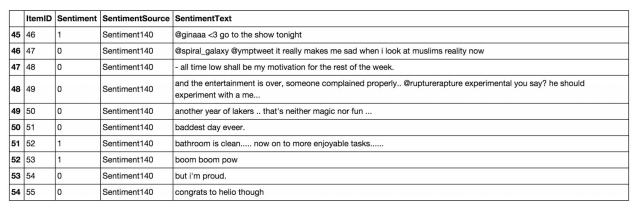 ItemID Sentiment SentimentSource SentimentText
45 46 1 Sentiment140 @ginaaa <3 go to the show tonight
46 47 0 Sentiment140 @spiral_galaxy @ymptweet it really makes me sad when i look at muslims reality now
47 48 0 Sentiment140 - all time low shall be my motivation for the rest of the week.
48 49 0 Sentiment140 and the entertainment is over, someone complained properly.. @rupturerapture experimental you say? he should
experiment with a me...
49 50 0 Sentiment140 another year of lakers .. that's neither magic nor fun ...
50 51 0 Sentiment140 baddest day eveer.
51 52 1 Sentiment140 bathroom is clean..... now on to more enjoyable tasks......
52 53 1 Sentiment140 boom boom pow
53 54 0 Sentiment140 but i'm proud.
54 55 0 Sentiment140 congrats to helio though